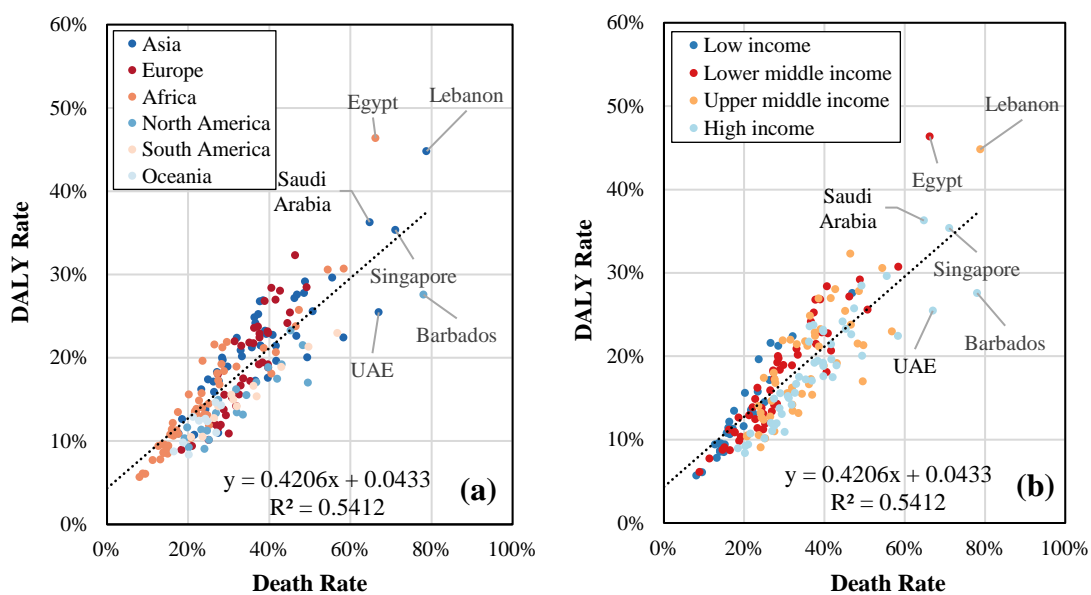 60%
50%
40%
30%
20%
10%
0%
DALY Rate
Asia
Europe
Africa
North America
South America
Oceania
Egypt
Lebanon
Saudi
Arabia
Singapore
Barbados
UAE
y = 0.4206x + 0.0433
R² = 0.5412
(a)
0%
20%
40%
60%
80%
100%
Death Rate
60%
50%
40%
30%
20%
10%
0%
DALY Rate
Low income
Lower middle income
Upper middle income
High income
Lebanon
Egypt
Saudi
Arabia
Singapore
Barbados
UAE
y = 0.4206x + 0.0433
R² = 0.5412
(b)
0%
20%
40%
60%
80%
100%
Death Rate